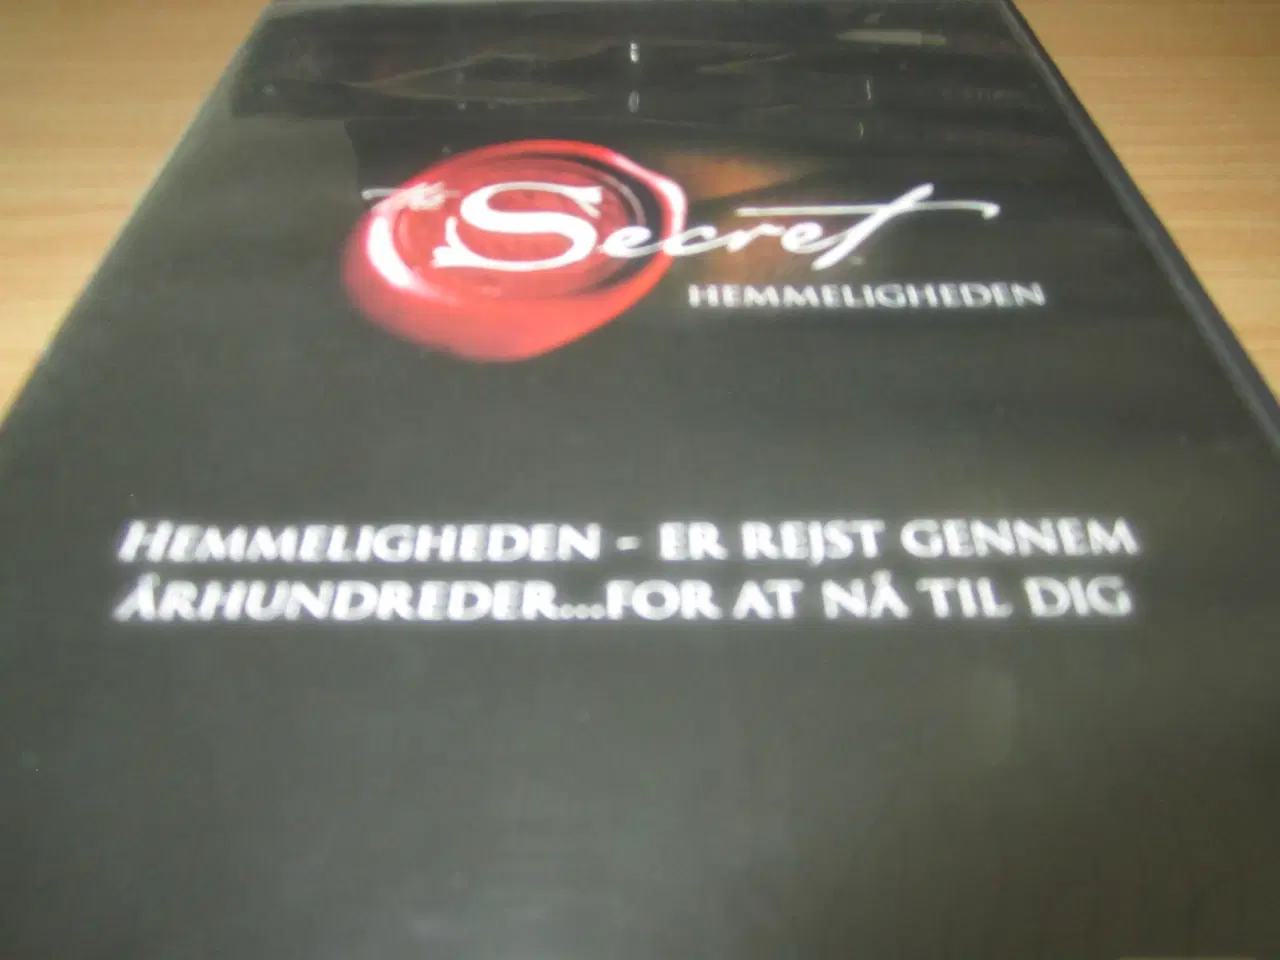 The Secret
HEMMELIGHEDEN
HEMMELIGHEDEN - ER REJST GENNEM
ÅRHUNDREDER...FOR AT NÅ TIL DIG